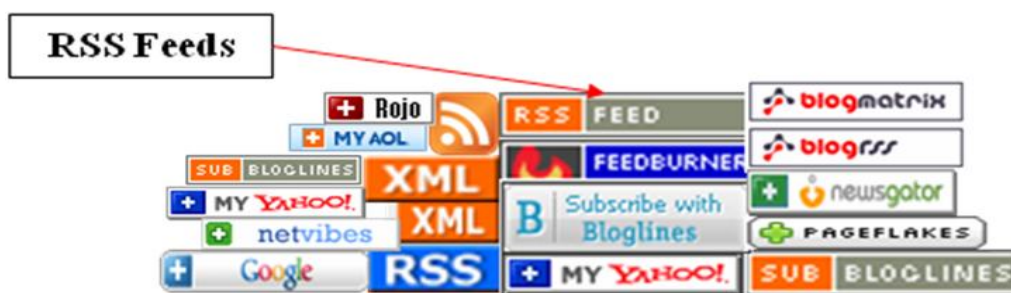 RSS Feeds
Rojo
MY AOL
SUB BLOGLINES
MY YAHOO!
netvibes
Google
XML
XML
RSS
RSS FEED
FEEDBURNER
B Subscribe with
Bloglines
MY YAHOO!
blogmatrix
blogrss
newsgator
PAGEFLAKES
SUB BLOGLINES